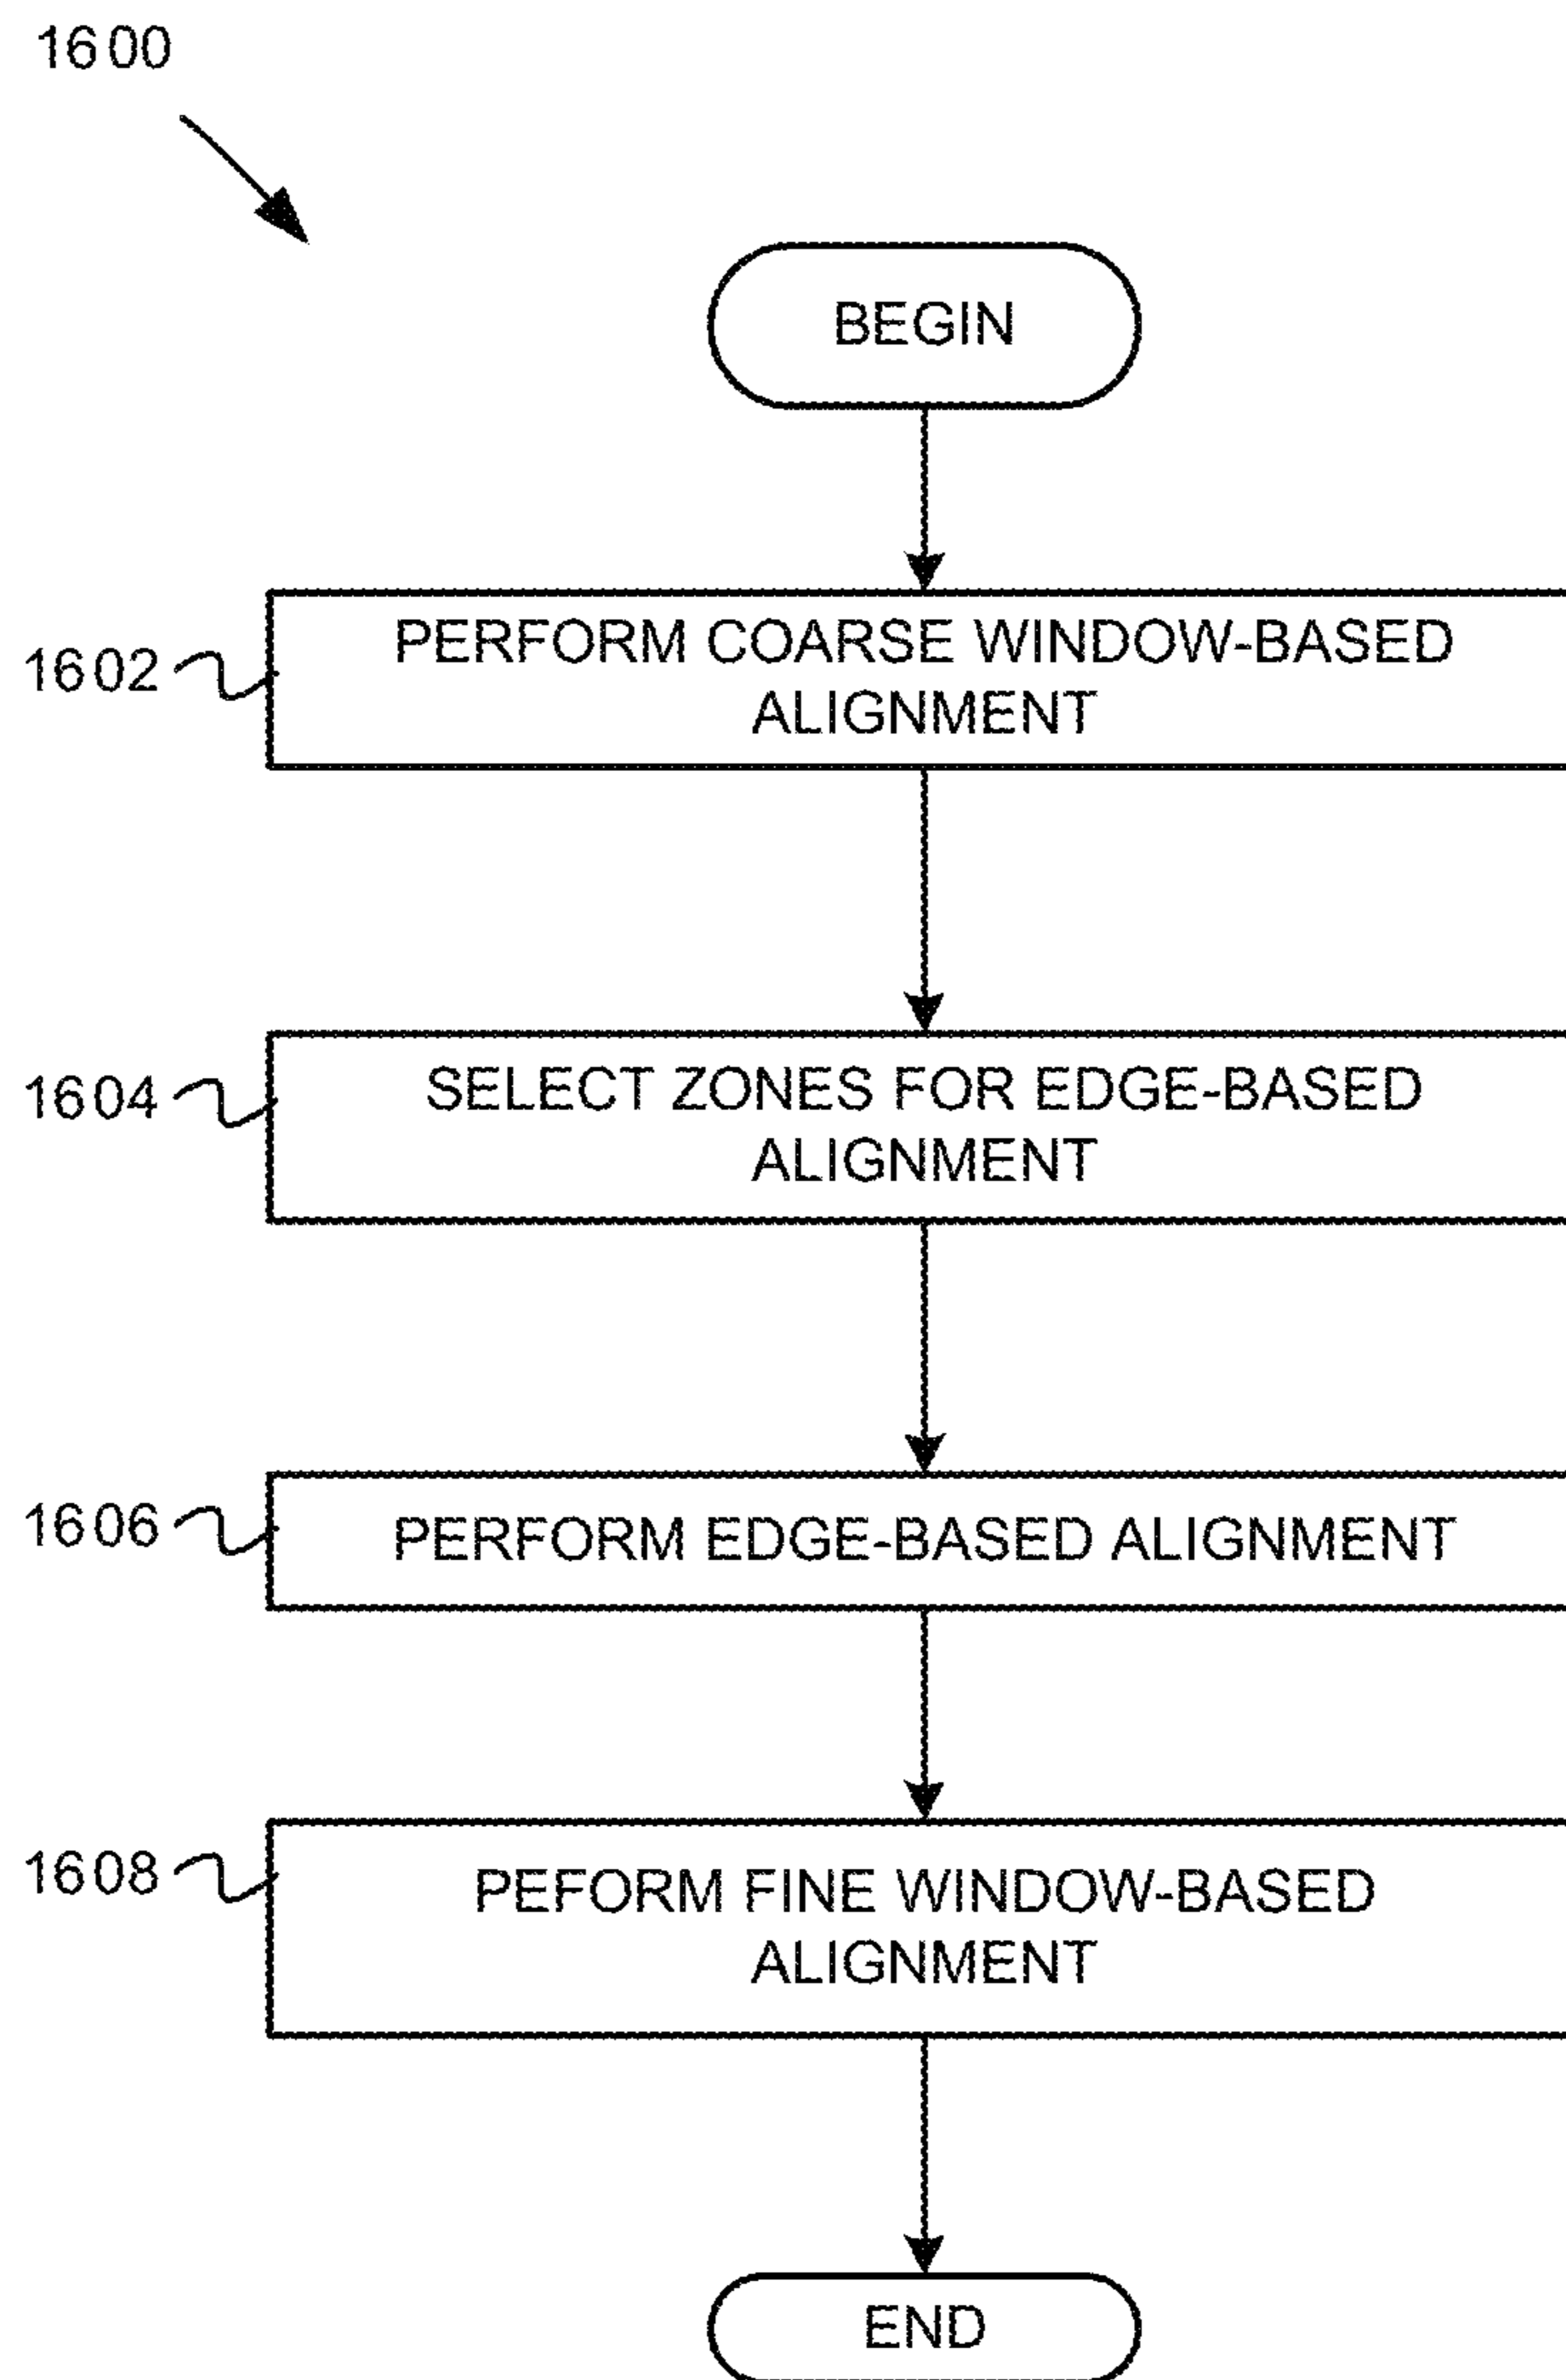 1600
BEGIN
1602
PERFORM COARSE WINDOW-BASED
ALIGNMENT
1604
SELECT ZONES FOR EDGE-BASED
ALIGNMENT
1606
PERFORM EDGE-BASED ALIGNMENT
1608
PEFORM FINE WINDOW-BASED
ALIGNMENT
END